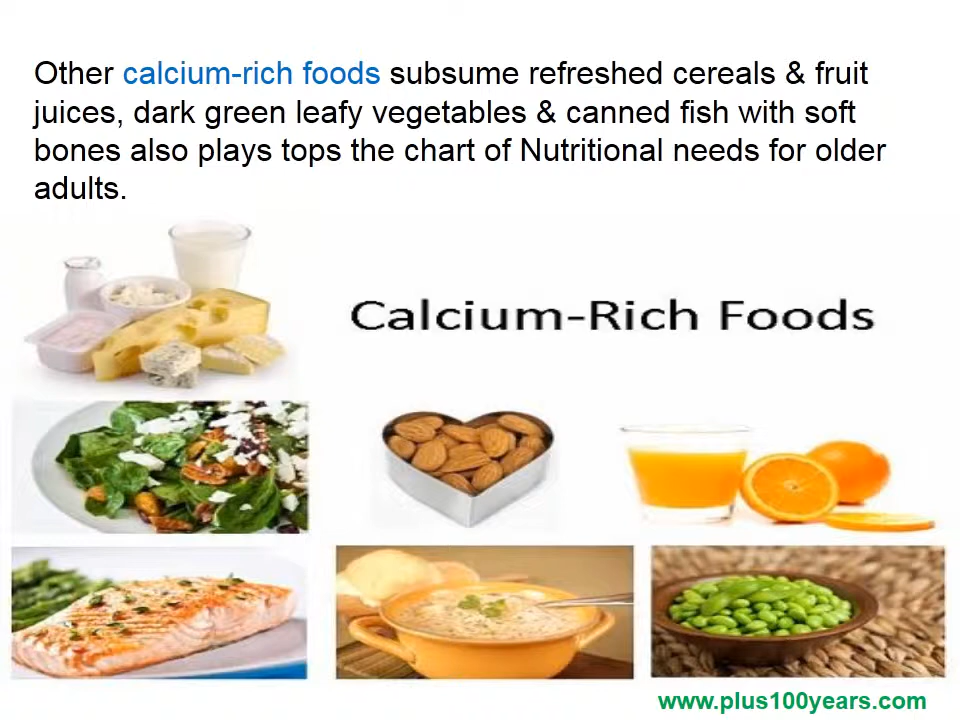 Other calcium-rich foods subsume refreshed cereals & fruit
juices, dark green leafy vegetables & canned fish with soft
bones also plays tops the chart of Nutritional needs for older
adults.
Calcium-Rich Foods
www.plus100years.com